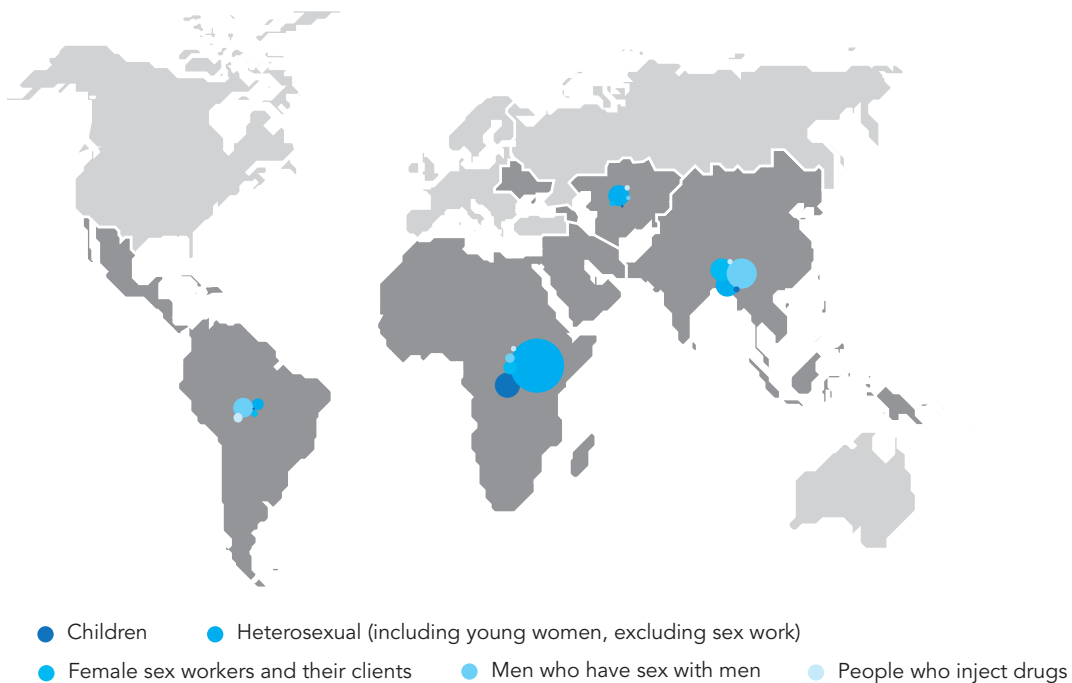 Children Heterosexual (including young women, excluding sex work)
Female sex workers and their clients Men who have sex with men People who inject drugs